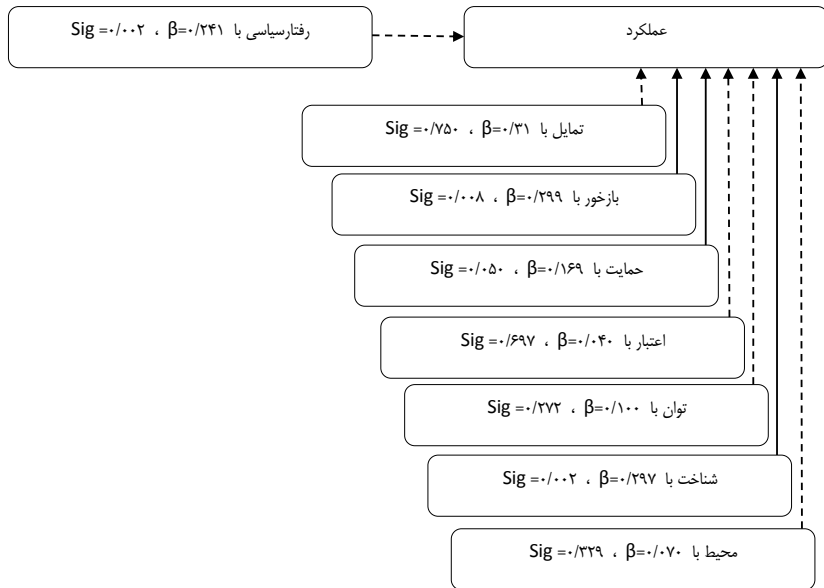 عملکرد
رفتارسیاسی با β=۰/۲۴۱ ، Sig =۰/۰۰۲
تمایل با β=۰/۳۱ ، Sig =۰/۷۵۰
بازخور با β=۰/۲۹۹ ، Sig =۰/۰۰۸
حمایت با β=۰/۱۶۹ ، Sig =۰/۰۵۰
اعتبار با β=۰/۰۴۰ ، Sig =۰/۶۹۷
توان با β=۰/۱۰۰ ، Sig =۰/۲۷۲
شناخت با β=۰/۲۹۷ ، Sig =۰/۰۰۲
محیط با β=۰/۰۷۰ ، Sig =۰/۳۲۹